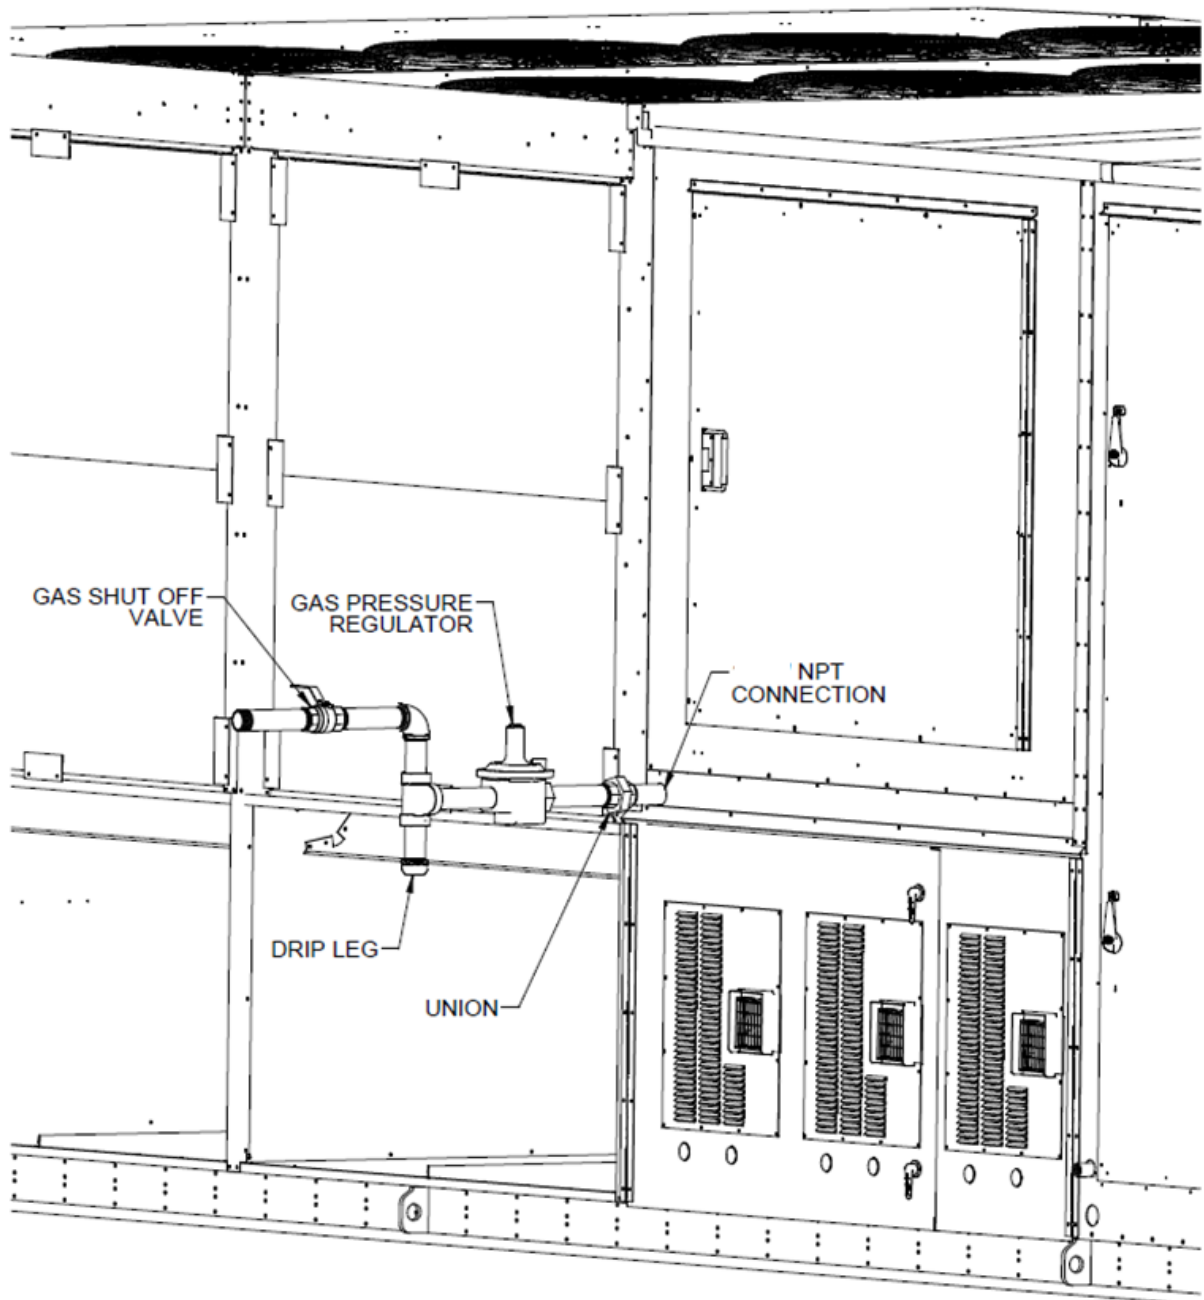 GAS SHUT OFF
VALVE
GAS PRESSURE
REGULATOR
NPT
CONNECTION
DRIP LEG
UNION